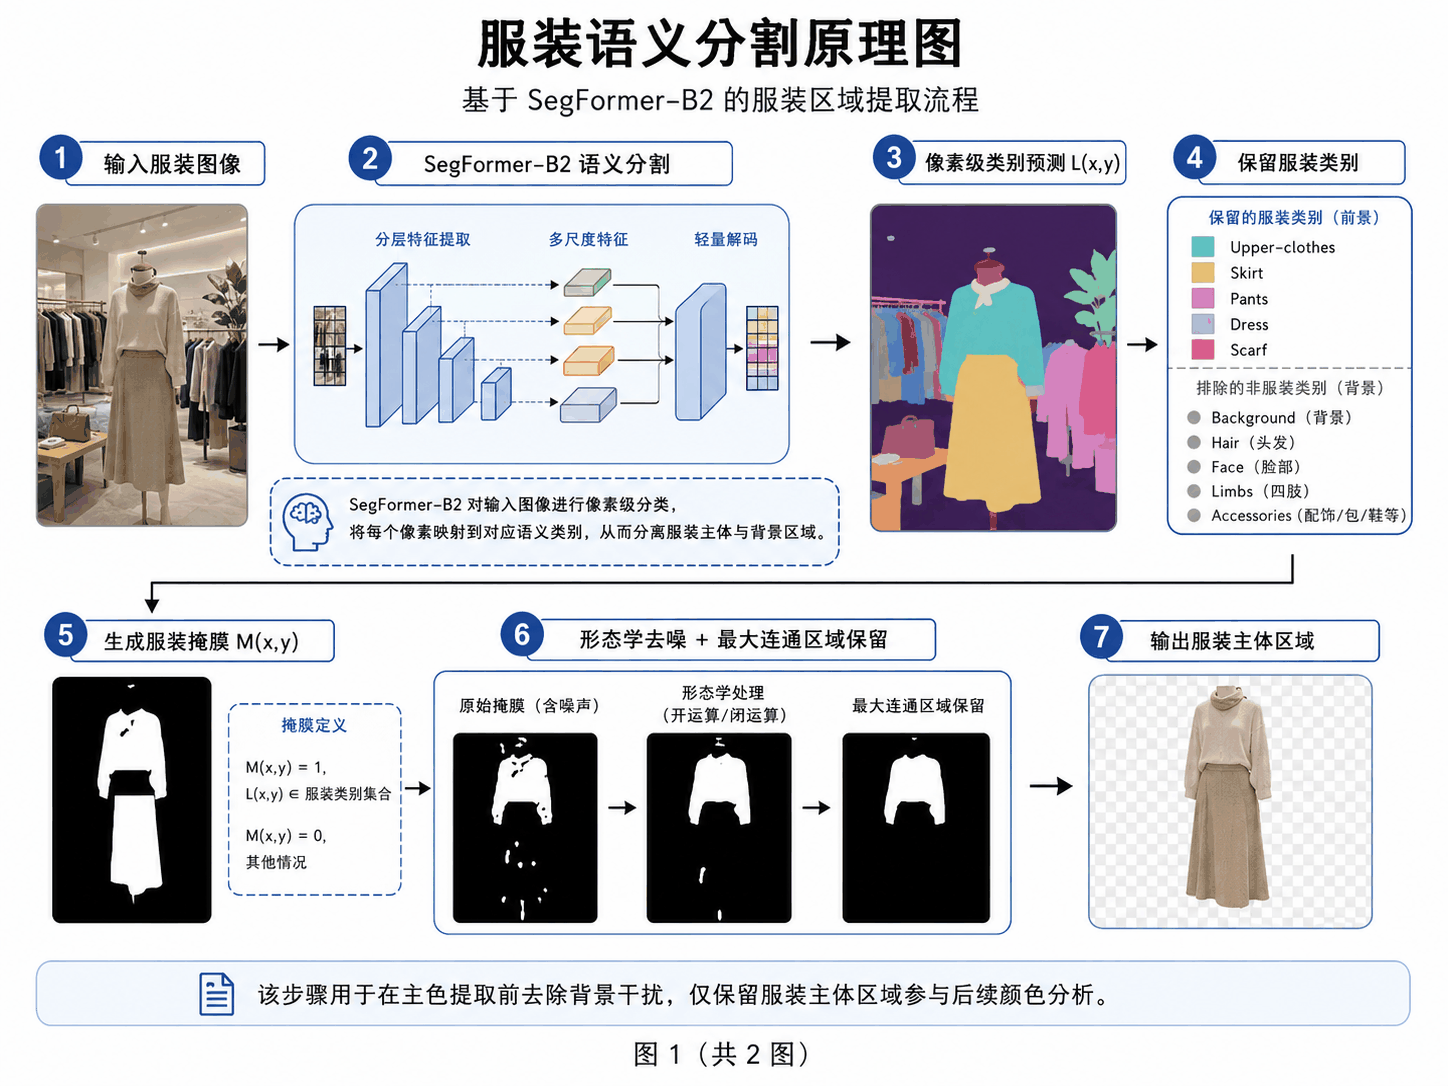 服装语义分割原理图
基于 SegFormer-B2 的服装区域提取流程
1 输入服装图像
2 SegFormer-B2 语义分割
3 像素级类别预测 L(x,y)
4 保留服装类别
分层特征提取
多尺度特征
轻量解码
SegFormer-B2 对输入图像进行像素级分类，
将每个像素映射到对应语义类别，从而分离服装主体与背景区域。
保留的服装类别（前景）
Upper-clothes
Skirt
Pants
Dress
Scarf
排除的非服装类别（背景）
Background（背景）
Hair（头发）
Face（脸部）
Limbs（四肢）
Accessories（配饰/包/鞋等）
5 生成服装掩膜 M(x,y)
掩膜定义
M(x,y) = 1,
L(x,y) ∈ 服装类别集合
M(x,y) = 0,
其他情况
6 形态学去噪 + 最大连通区域保留
原始掩膜（含噪声）
形态学处理
（开运算/闭运算）
最大连通区域保留
7 输出服装主体区域
该步骤用于在主色提取前去除背景干扰，仅保留服装主体区域参与后续颜色分析。
图 1（共 2 图）